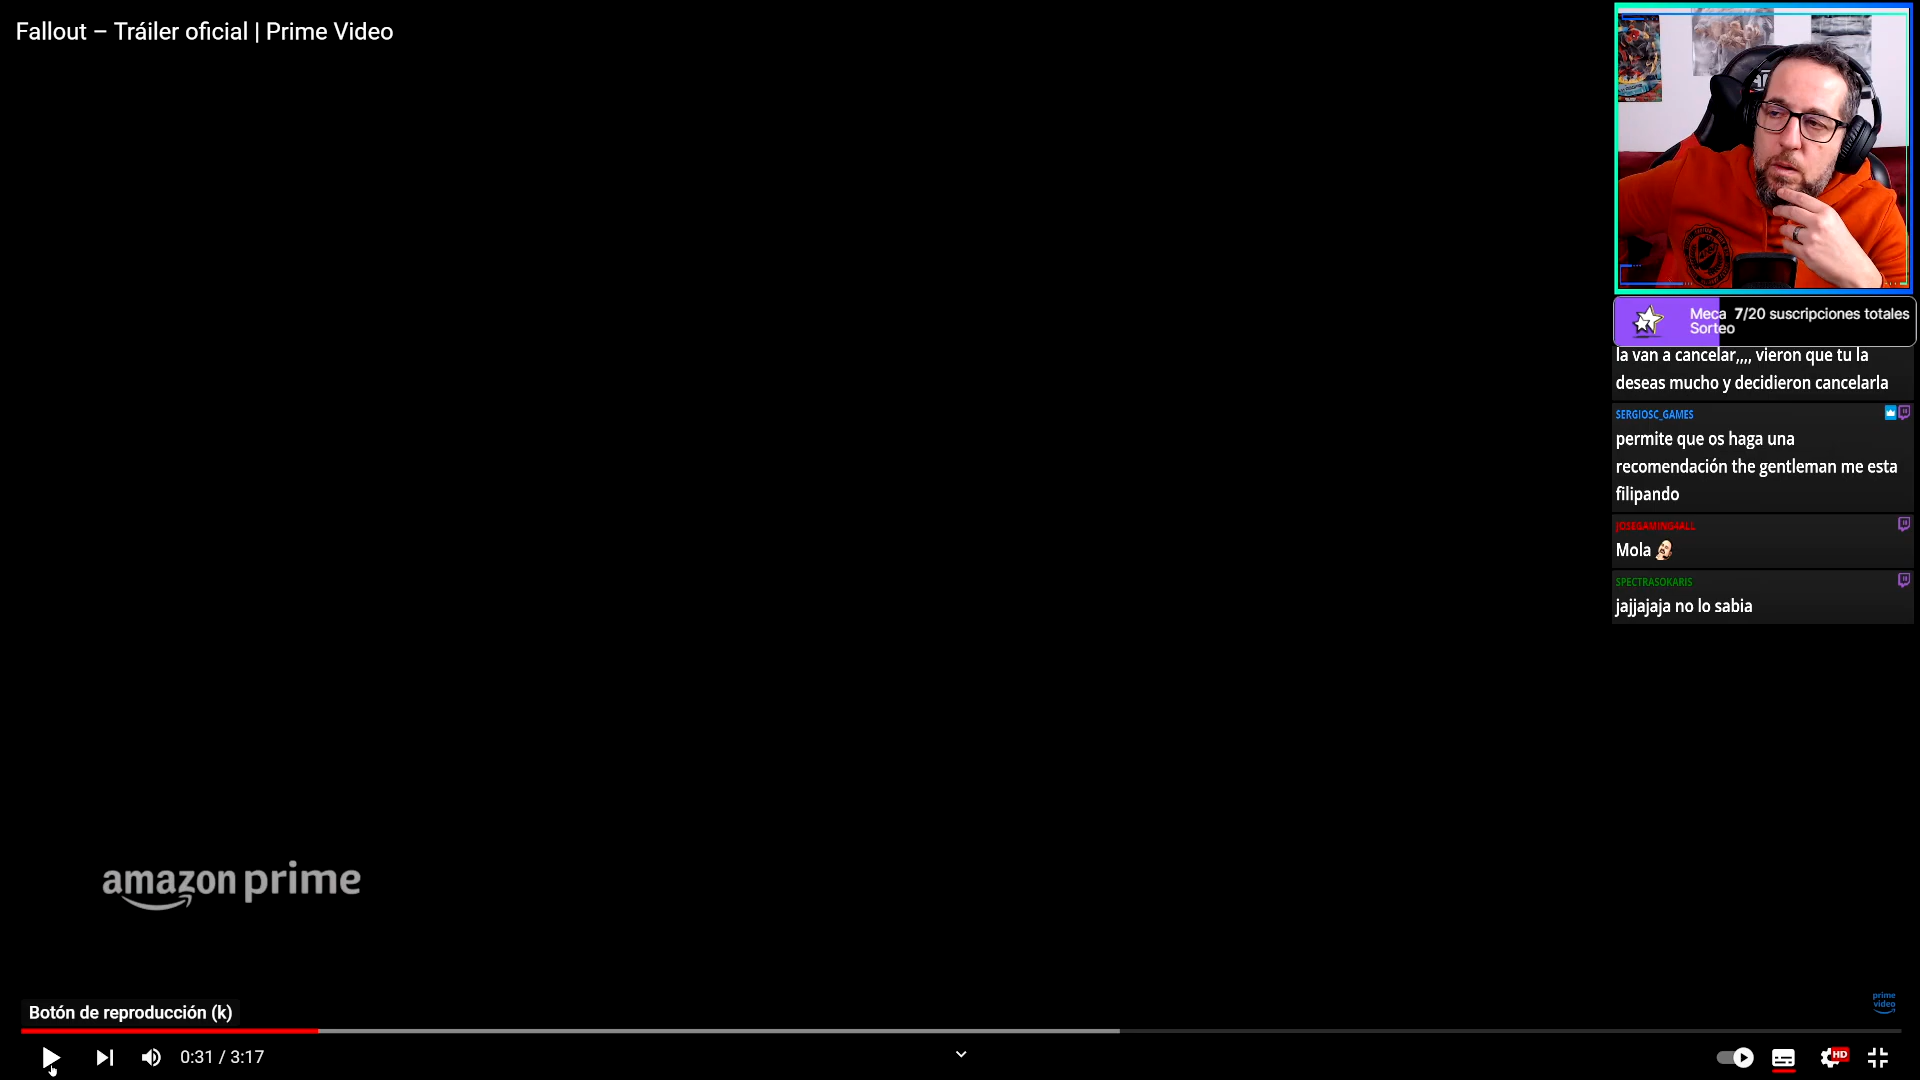 Fallout – Tráiler oficial | Prime Video
Meca 7/20 suscripciones totales
Sorteo
la van a cancelar,,,, vieron que tu la
deseas mucho y decidieron cancelarla
SERGIOSC_GAMES
permite que os haga una
recomendación the gentleman me esta
filipando
JOSEGAMING4ALL
Mola
SPECTRASOKARIS
jajjajaja no lo sabia
amazon prime
prime
video
Botón de reproducción (k)
0:31 / 3:17
HD